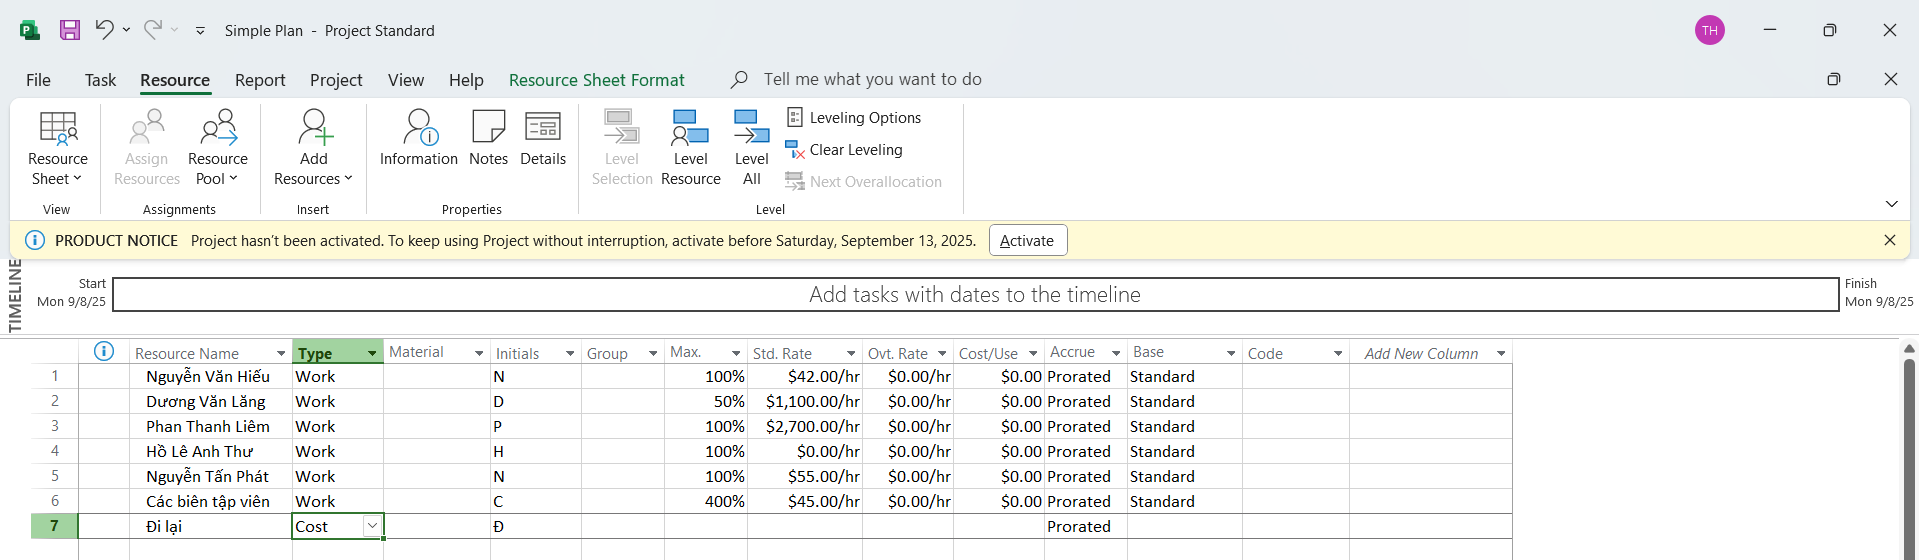 Simple Plan - Project Standard
TH
File Task Resource Report Project View Help Resource Sheet Format Tell me what you want to do
Resource Sheet
Assign Resources
Resource Pool
Add Resources
Information
Notes
Details
Level Selection
Level Resource
Level All
Leveling Options
Clear Leveling
Next Overallocation
View Assignments Insert Properties Level
PRODUCT NOTICE Project hasn't been activated. To keep using Project without interruption, activate before Saturday, September 13, 2025. Activate
TIMELINE
Start
Mon 9/8/25
Add tasks with dates to the timeline
Finish
Mon 9/8/25
Resource Name Type Material Initials Group Max. Std. Rate Ovt. Rate Cost/Use Accrue Base Code Add New Column
1 Nguyễn Văn Hiếu Work N 100% $42.00/hr $0.00/hr $0.00 Prorated Standard
2 Dương Văn Lăng Work D 50% $1,100.00/hr $0.00/hr $0.00 Prorated Standard
3 Phan Thanh Liêm Work P 100% $2,700.00/hr $0.00/hr $0.00 Prorated Standard
4 Hồ Lê Anh Thư Work H 100% $0.00/hr $0.00/hr $0.00 Prorated Standard
5 Nguyễn Tấn Phát Work N 100% $55.00/hr $0.00/hr $0.00 Prorated Standard
6 Các biên tập viên Work C 400% $45.00/hr $0.00/hr $0.00 Prorated Standard
7 Đi lại Cost Đ Prorated